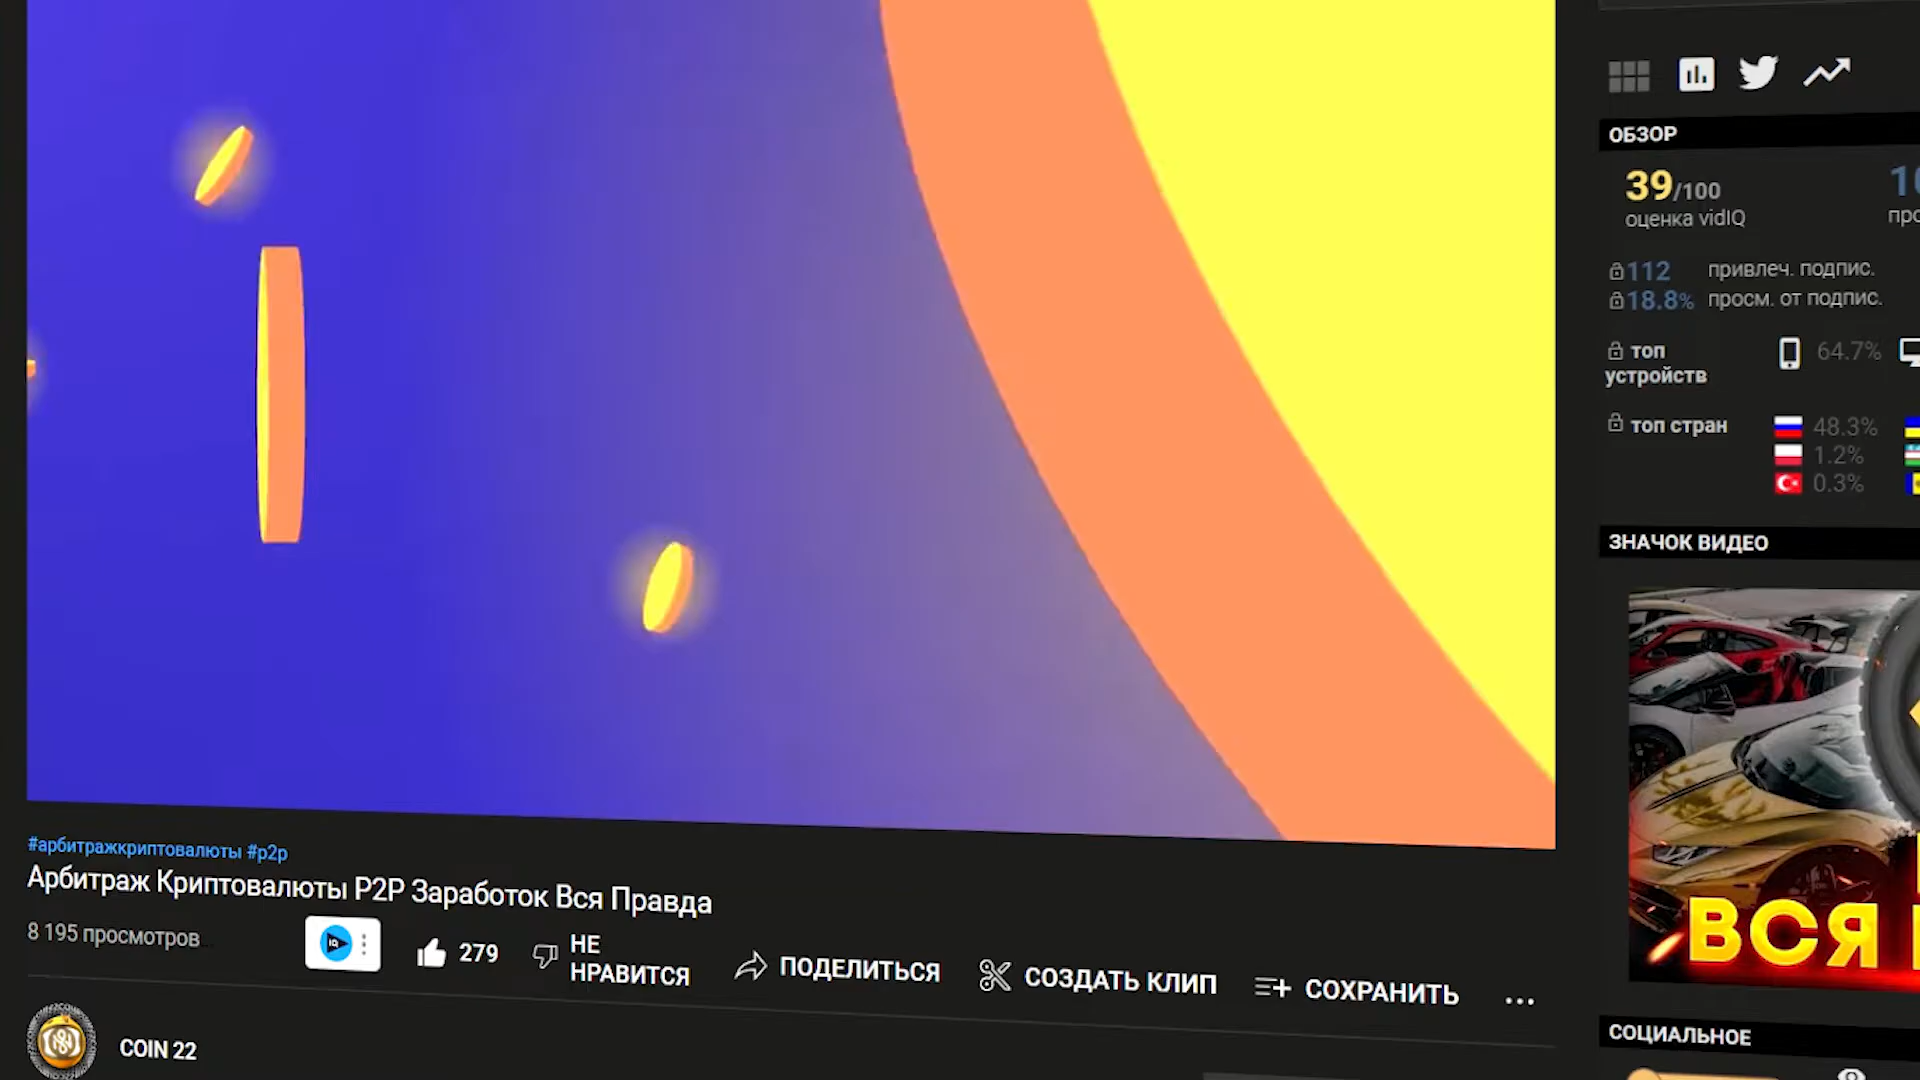 ОБЗОР
39/100
оценка vidIQ
112 привлеч. подпис.
18.8% просм. от подпис.
топ устройств
64.7%
топ стран
48.3%
1.2%
0.3%
ЗНАЧОК ВИДЕО
ВСЯ
СОЦИАЛЬНОЕ
#арбитражкриптовалюты #p2p
Арбитраж Криптовалюты P2P Заработок Вся Правда
8 195 просмотров
IQ
279
НЕ
НРАВИТСЯ
ПОДЕЛИТЬСЯ
СОЗДАТЬ КЛИП
СОХРАНИТЬ
COIN 22